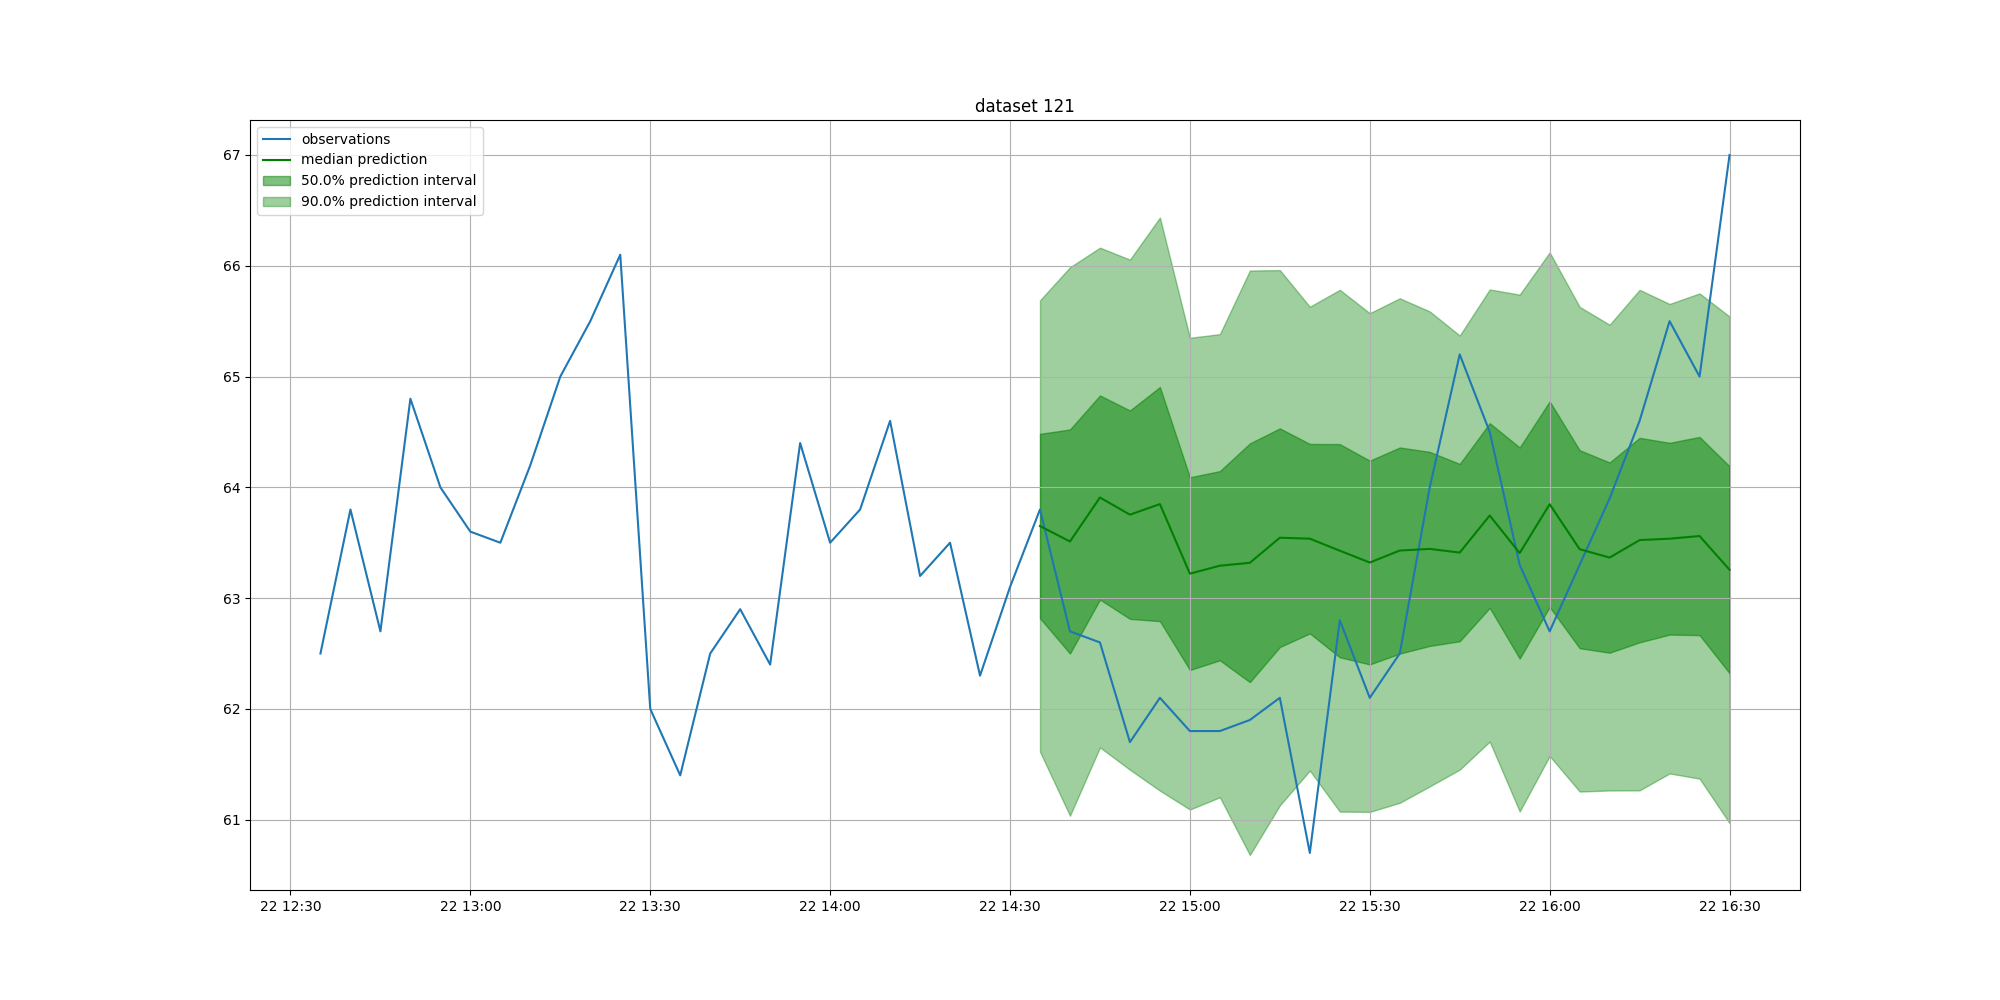 dataset 121
observations
median prediction
50.0% prediction interval
90.0% prediction interval
67
66
65
64
63
62
61
22 12:30 22 13:00 22 13:30 22 14:00 22 14:30 22 15:00 22 15:30 22 16:00 22 16:30